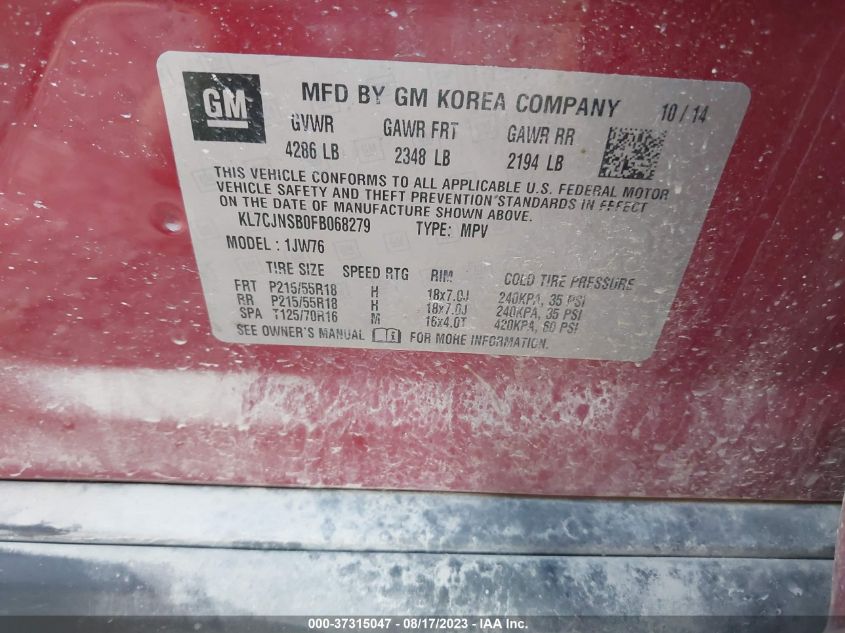 GM MFD BY GM KOREA COMPANY 10 / 14
GVWR GAWR FRT GAWR RR
4286 LB 2348 LB 2194 LB
THIS VEHICLE CONFORMS TO ALL APPLICABLE U.S. FEDERAL MOTOR
VEHICLE SAFETY AND THEFT PREVENTION STANDARDS IN EFFECT
ON THE DATE OF MANUFACTURE SHOWN ABOVE.
KL7CJNSB0FB068279 TYPE: MPV
MODEL : 1JW76
TIRE SIZE SPEED RTG RIM COLD TIRE PRESSURE
FRT P215/55R18 H 18x7.0J 240KPA, 35 PSI
RR P215/55R18 H 18x7.0J 240KPA, 35 PSI
SPA T125/70R16 M 16x4.0T 420KPA, 60 PSI
SEE OWNER'S MANUAL FOR MORE INFORMATION.
000-37315047 - 08/17/2023 - IAA Inc.